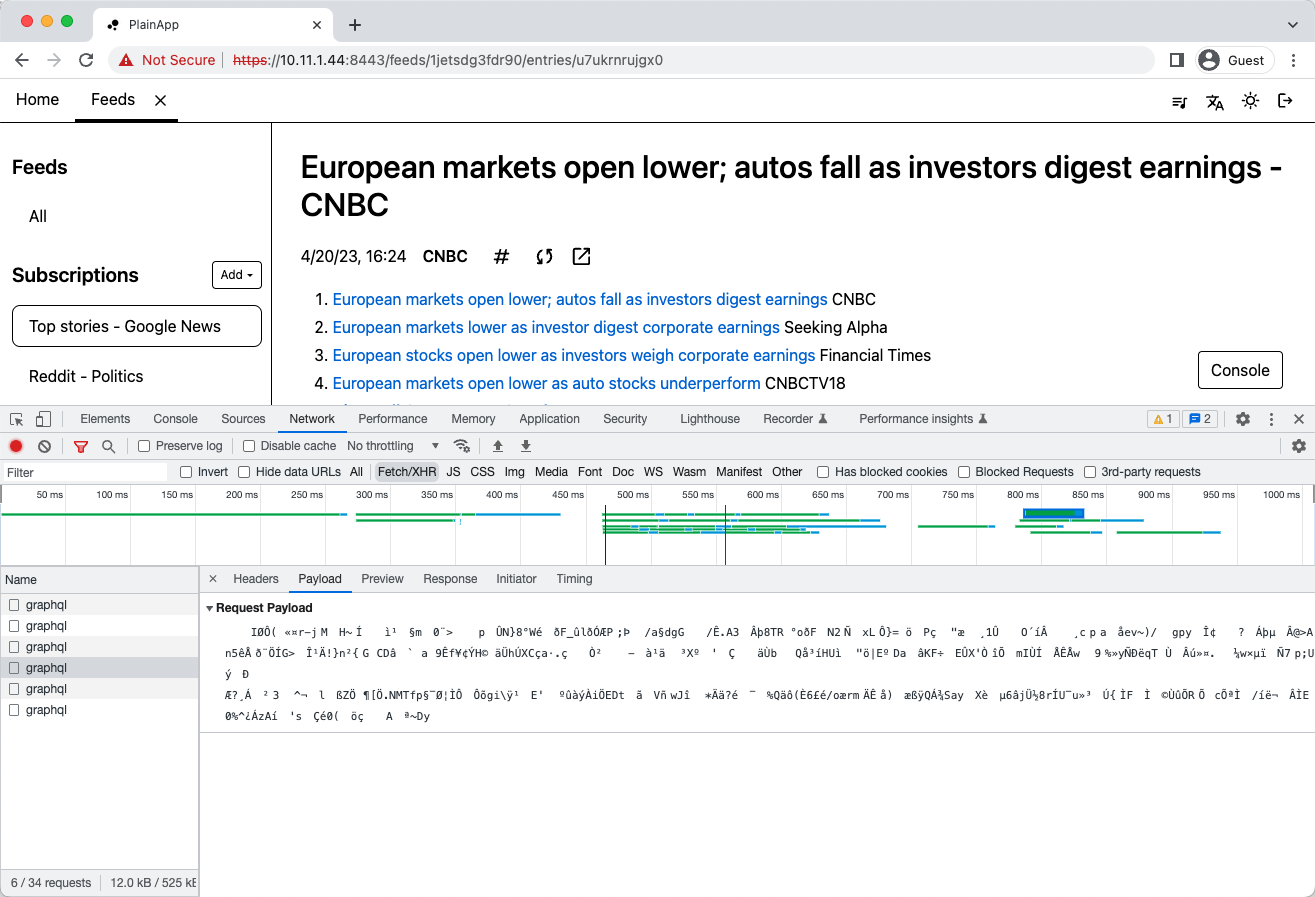 PlainApp
Not Secure https://10.11.1.44:8443/feeds/1jetsdg3fdr90/entries/u7ukrnrujgx0 Guest
Home Feeds
Feeds
All
Subscriptions Add
Top stories - Google News
Reddit - Politics
European markets open lower; autos fall as investors digest earnings -
CNBC
4/20/23, 16:24 CNBC
1. European markets open lower; autos fall as investors digest earnings CNBC
2. European markets lower as investor digest corporate earnings Seeking Alpha
3. European stocks open lower as investors weigh corporate earnings Financial Times
4. European markets open lower as auto stocks underperform CNBCTV18
Console
Elements Console Sources Network Performance Memory Application Security Lighthouse Recorder Performance insights 1 2
Preserve log Disable cache No throttling
Filter Invert Hide data URLs All Fetch/XHR JS CSS Img Media Font Doc WS Wasm Manifest Other Has blocked cookies Blocked Requests 3rd-party requests
50 ms 100 ms 150 ms 200 ms 250 ms 300 ms 350 ms 400 ms 450 ms 500 ms 550 ms 600 ms 650 ms 700 ms 750 ms 800 ms 850 ms 900 ms 950 ms 1000 ms
Name
graphql
graphql
graphql
graphql
graphql
graphql
6 / 34 requests 12.0 kB / 525 kE
Headers Payload Preview Response Initiator Timing
Request Payload